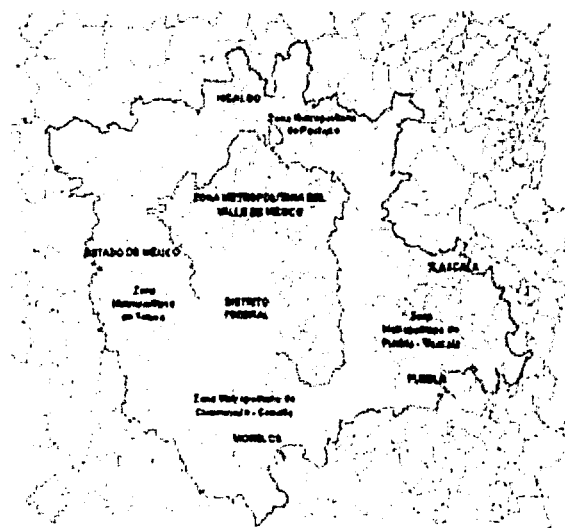 HIDALGO
Zona Metropolitana
de Pachuca
ZONA METROPOLITANA DEL
VALLE DE MEXICO
ESTADO DE MÉXICO
TLAXCALA
Zona
Metropolitana
de Toluca
DISTRITO
FEDERAL
Zona
Metropolitana de
Puebla - Tlaxcala
PUEBLA
Zona Metropolitana de
Cuernavaca - Cuautla
MORELOS